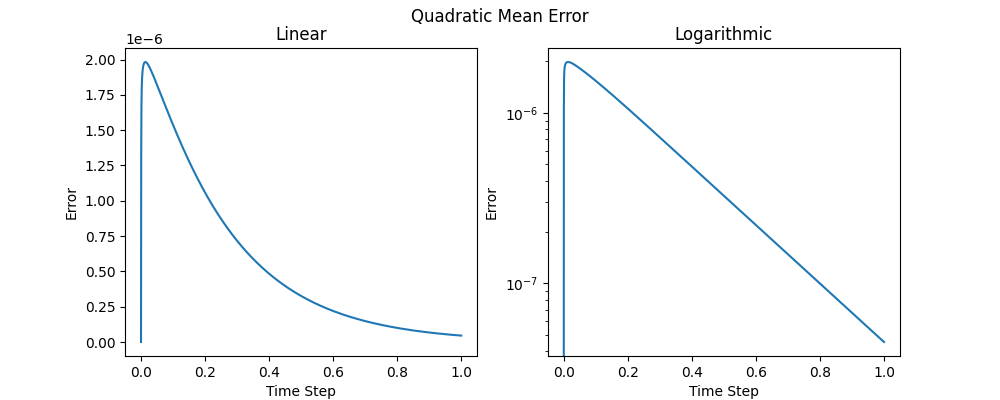 Quadratic Mean Error
Linear
1e−6
2.00
1.75
1.50
1.25
1.00
0.75
0.50
0.25
0.00
Error
0.0 0.2 0.4 0.6 0.8 1.0
Time Step
Logarithmic
10⁻⁶
10⁻⁷
Error
0.0 0.2 0.4 0.6 0.8 1.0
Time Step